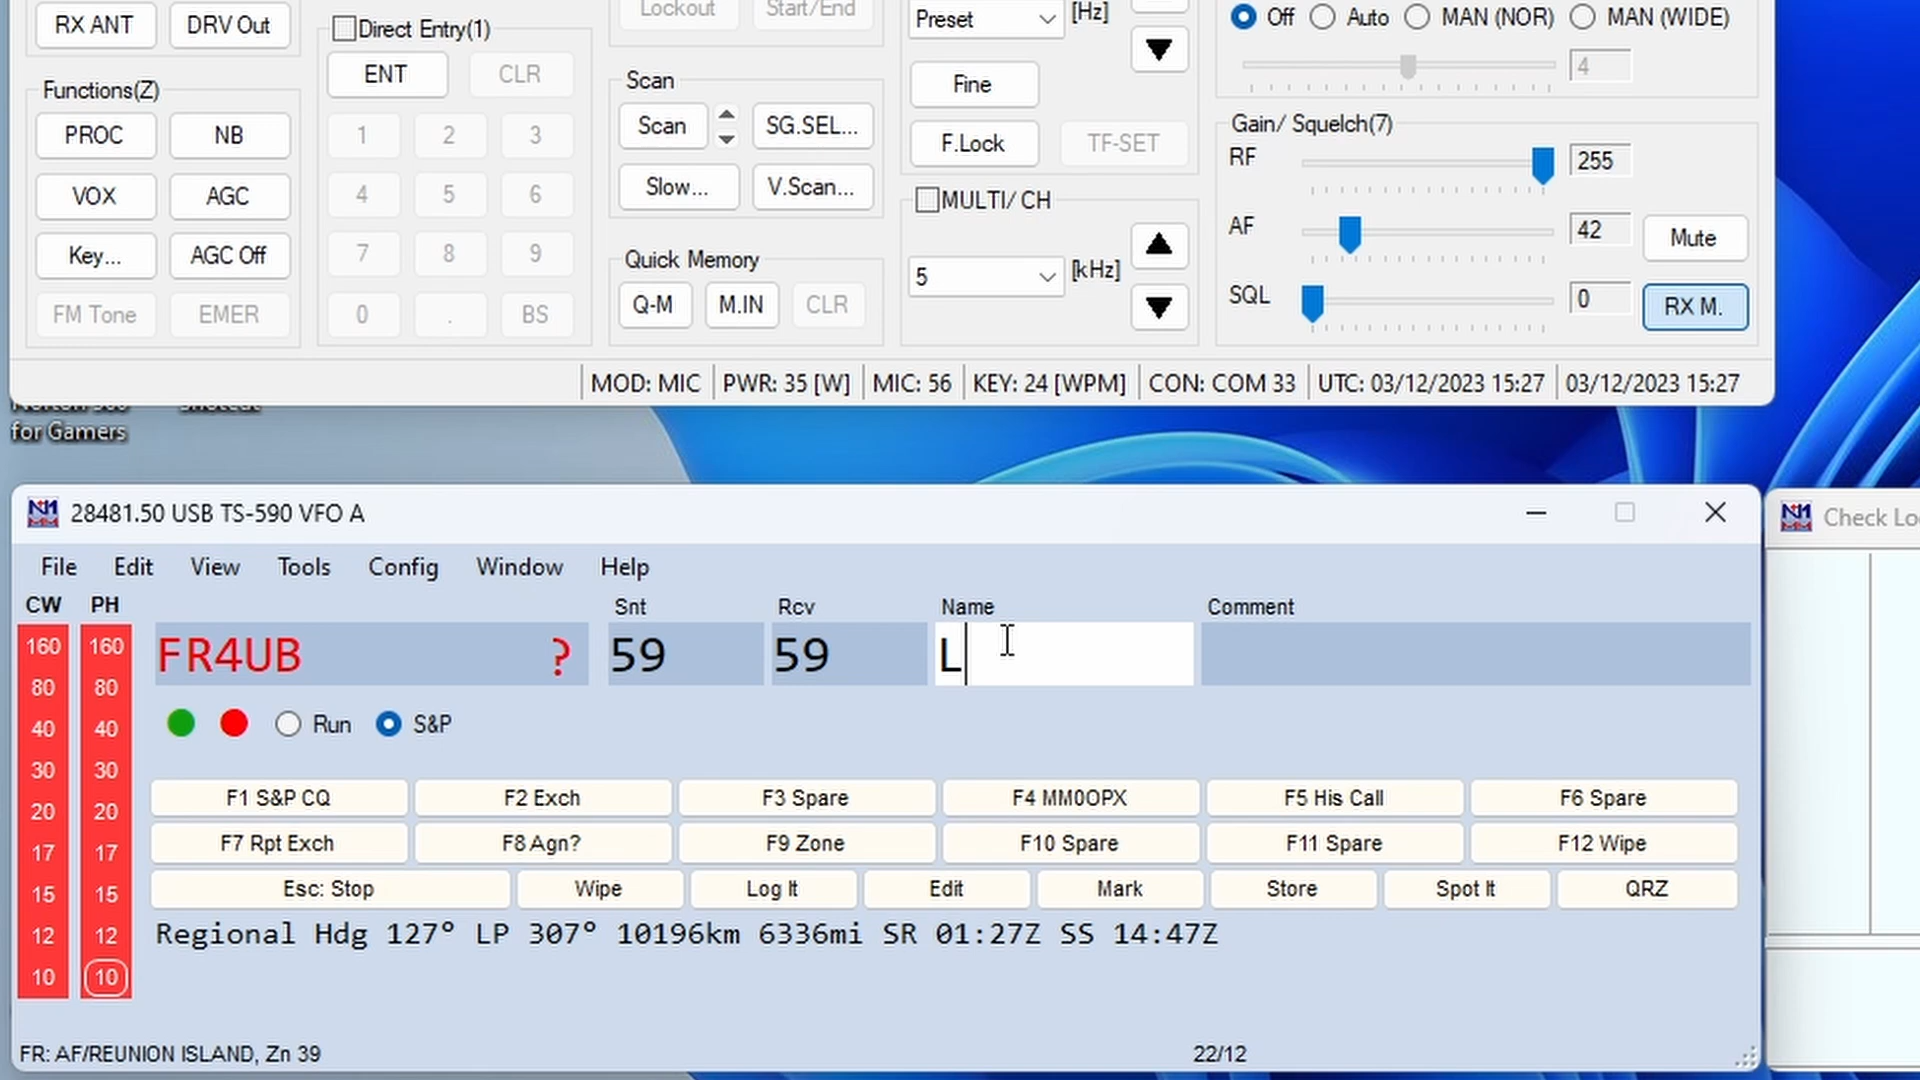 RX ANT DRV Out
Functions(Z)
PROC NB
VOX AGC
Key... AGC Off
FM Tone EMER
Direct Entry(1)
ENT CLR
1 2 3
4 5 6
7 8 9
0 . BS
Lockout Start/End
Scan
Scan SG.SEL...
Slow... V.Scan...
Quick Memory
Q-M M.IN CLR
Preset [Hz]
Fine
F.Lock TF-SET
MULTI/ CH
5 [kHz]
Off Auto MAN (NOR) MAN (WIDE)
4
Gain/ Squelch(7)
RF 255
AF 42 Mute
SQL 0 RX M.
MOD: MIC PWR: 35 [W] MIC: 56 KEY: 24 [WPM] CON: COM 33 UTC: 03/12/2023 15:27 03/12/2023 15:27
for Gamers
28481.50 USB TS-590 VFO A
File Edit View Tools Config Window Help
CW PH Snt Rcv Name Comment
FR4UB ? 59 59 L
Run S&P
160 160
80 80
40 40
30 30
20 20
17 17
15 15
12 12
10 10
F1 S&P CQ F2 Exch F3 Spare F4 MM0OPX F5 His Call F6 Spare
F7 Rpt Exch F8 Agn? F9 Zone F10 Spare F11 Spare F12 Wipe
Esc: Stop Wipe Log It Edit Mark Store Spot It QRZ
Regional Hdg 127° LP 307° 10196km 6336mi SR 01:27Z SS 14:47Z
FR: AF/REUNION ISLAND, Zn 39 22/12
Check Lo